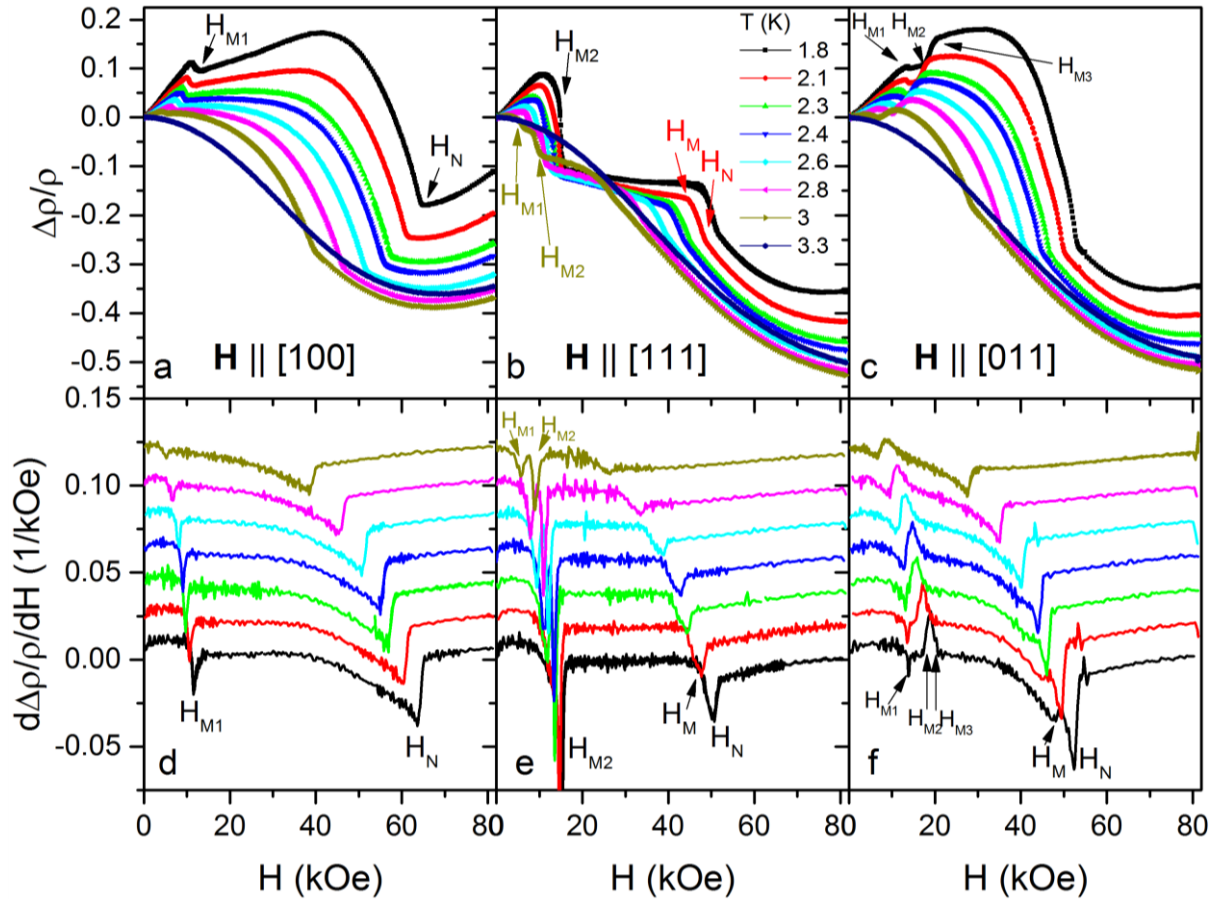 0.2
0.1
0.0
-0.1
-0.2
-0.3
-0.4
-0.5
Δρ/ρ
H_M1
H_N
a
H || [100]
H_M2
H_M
H_N
H_M1
H_M2
b
H || [111]
T (K)
1.8
2.1
2.3
2.4
2.6
2.8
3
3.3
H_M1
H_M2
H_M3
c
H || [011]
0.15
0.10
0.05
0.00
-0.05
dΔρ/ρ/dH (1/kOe)
H_M1
H_N
d
H_M1
H_M2
H_M2
H_M
H_N
e
H_M1
H_M2
H_M3
H_M
H_N
f
0 20 40 60 80 0 20 40 60 80 0 20 40 60 80
H (kOe) H (kOe) H (kOe)